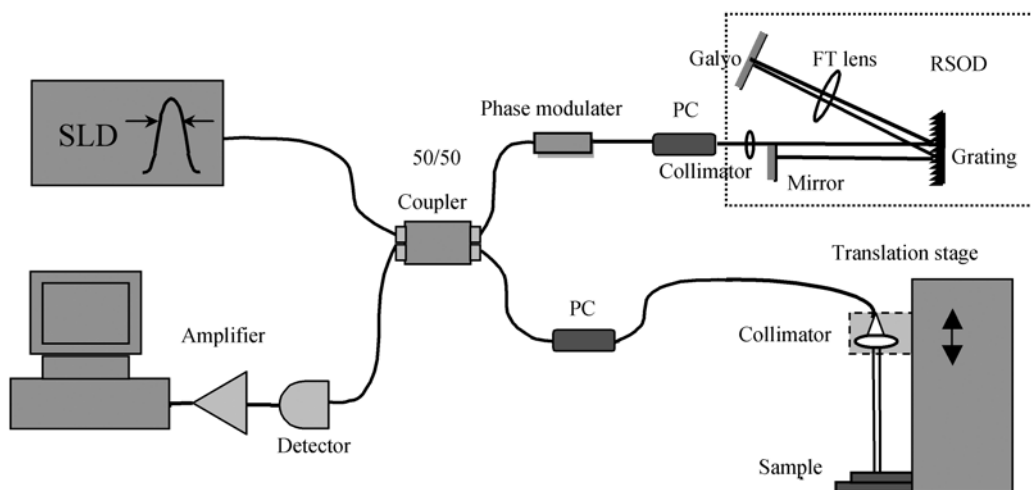 SLD
50/50
Coupler
Phase modulater
PC
Collimator
Galyo
FT lens
RSOD
Mirror
Grating
PC
Translation stage
Collimator
Sample
Amplifier
Detector